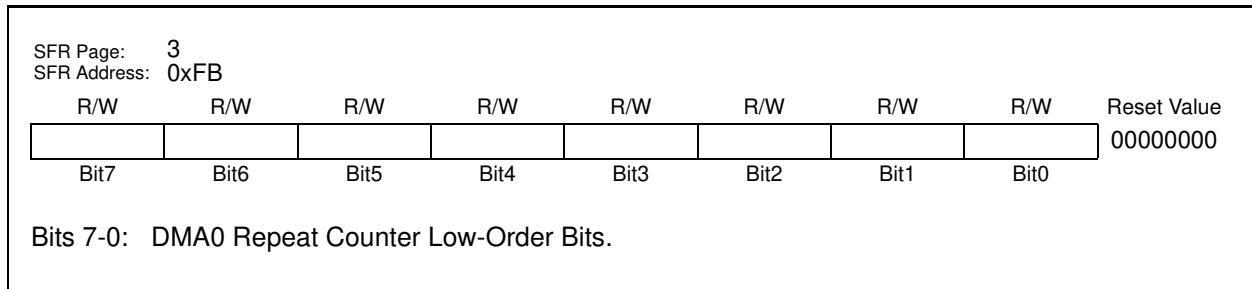 SFR Page: 3
SFR Address: 0xFB
R/W R/W R/W R/W R/W R/W R/W R/W Reset Value
00000000
Bit7 Bit6 Bit5 Bit4 Bit3 Bit2 Bit1 Bit0
Bits 7-0: DMA0 Repeat Counter Low-Order Bits.